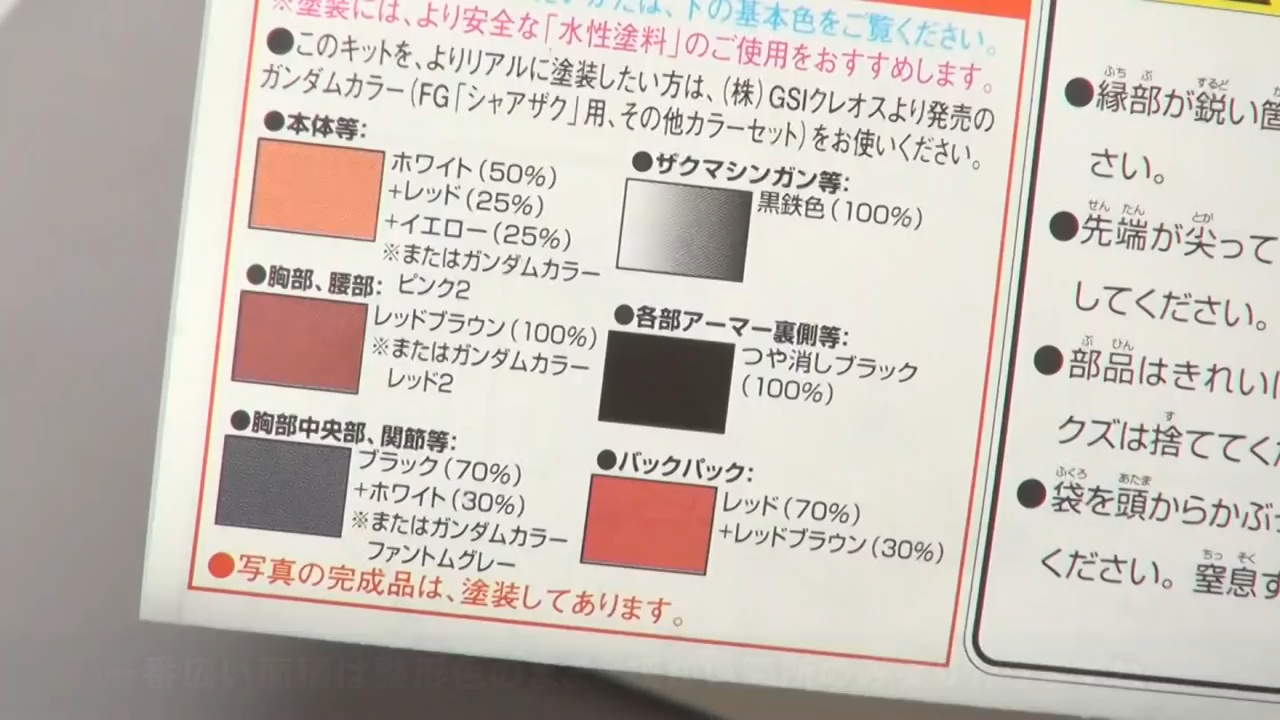 下の基本色をご覧ください。
※塗装には、より安全な「水性塗料」のご使用をおすすめします。
●このキットを、よりリアルに塗装したい方は、(株)GSIクレオスより発売の
ガンダムカラー(FG「シャアザク」用、その他カラーセット)をお使いください。
●本体等:
ホワイト(50%)
+レッド(25%)
+イエロー(25%)
※またはガンダムカラー
ピンク2
●胸部、腰部:
レッドブラウン(100%)
※またはガンダムカラー
レッド2
●胸部中央部、関節等:
ブラック(70%)
+ホワイト(30%)
※またはガンダムカラー
ファントムグレー
●ザクマシンガン等:
黒鉄色(100%)
●各部アーマー裏側等:
つや消しブラック
(100%)
●バックパック:
レッド(70%)
+レッドブラウン(30%)
●写真の完成品は、塗装してあります。
●縁部が鋭い
さい。
●先端が尖って
してください。
●部品はきれいに
クズは捨ててく
●袋を頭からかぶ
ください。窒息す